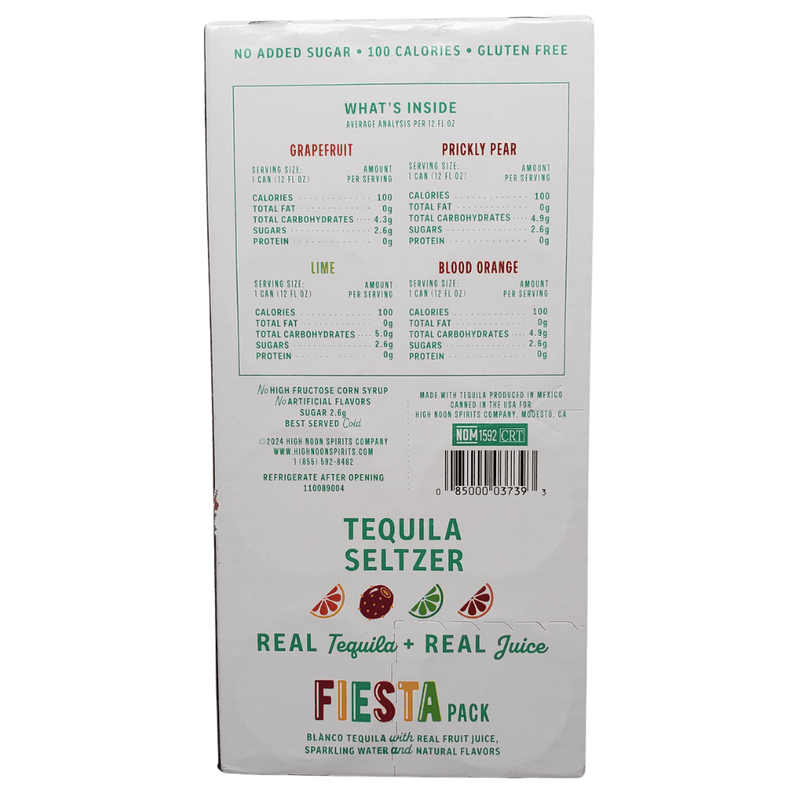 NO ADDED SUGAR • 100 CALORIES • GLUTEN FREE
WHAT'S INSIDE
AVERAGE ANALYSIS PER 12 FL OZ
GRAPEFRUIT
SERVING SIZE: AMOUNT
1 CAN (12 FL OZ) PER SERVING
CALORIES 100
TOTAL FAT 0g
TOTAL CARBOHYDRATES 4.3g
SUGARS 2.6g
PROTEIN 0g
PRICKLY PEAR
SERVING SIZE: AMOUNT
1 CAN (12 FL OZ) PER SERVING
CALORIES 100
TOTAL FAT 0g
TOTAL CARBOHYDRATES 4.9g
SUGARS 2.6g
PROTEIN 0g
LIME
SERVING SIZE: AMOUNT
1 CAN (12 FL OZ) PER SERVING
CALORIES 100
TOTAL FAT 0g
TOTAL CARBOHYDRATES 5.0g
SUGARS 2.6g
PROTEIN 0g
BLOOD ORANGE
SERVING SIZE: AMOUNT
1 CAN (12 FL OZ) PER SERVING
CALORIES 100
TOTAL FAT 0g
TOTAL CARBOHYDRATES 4.9g
SUGARS 2.6g
PROTEIN 0g
No HIGH FRUCTOSE CORN SYRUP
No ARTIFICIAL FLAVORS
SUGAR 2.6g
BEST SERVED Cold
©2024 HIGH NOON SPIRITS COMPANY
WWW.HIGHNOONSPIRITS.COM
1 (855) 592-8482
REFRIGERATE AFTER OPENING
110089004
MADE WITH TEQUILA PRODUCED IN MEXICO
CANNED IN THE USA FOR
HIGH NOON SPIRITS COMPANY, MODESTO, CA
NOM 1592 CRT
0 85000 03739 3
TEQUILA
SELTZER
REAL Tequila + REAL Juice
FIESTA PACK
BLANCO TEQUILA with REAL FRUIT JUICE,
SPARKLING WATER and NATURAL FLAVORS